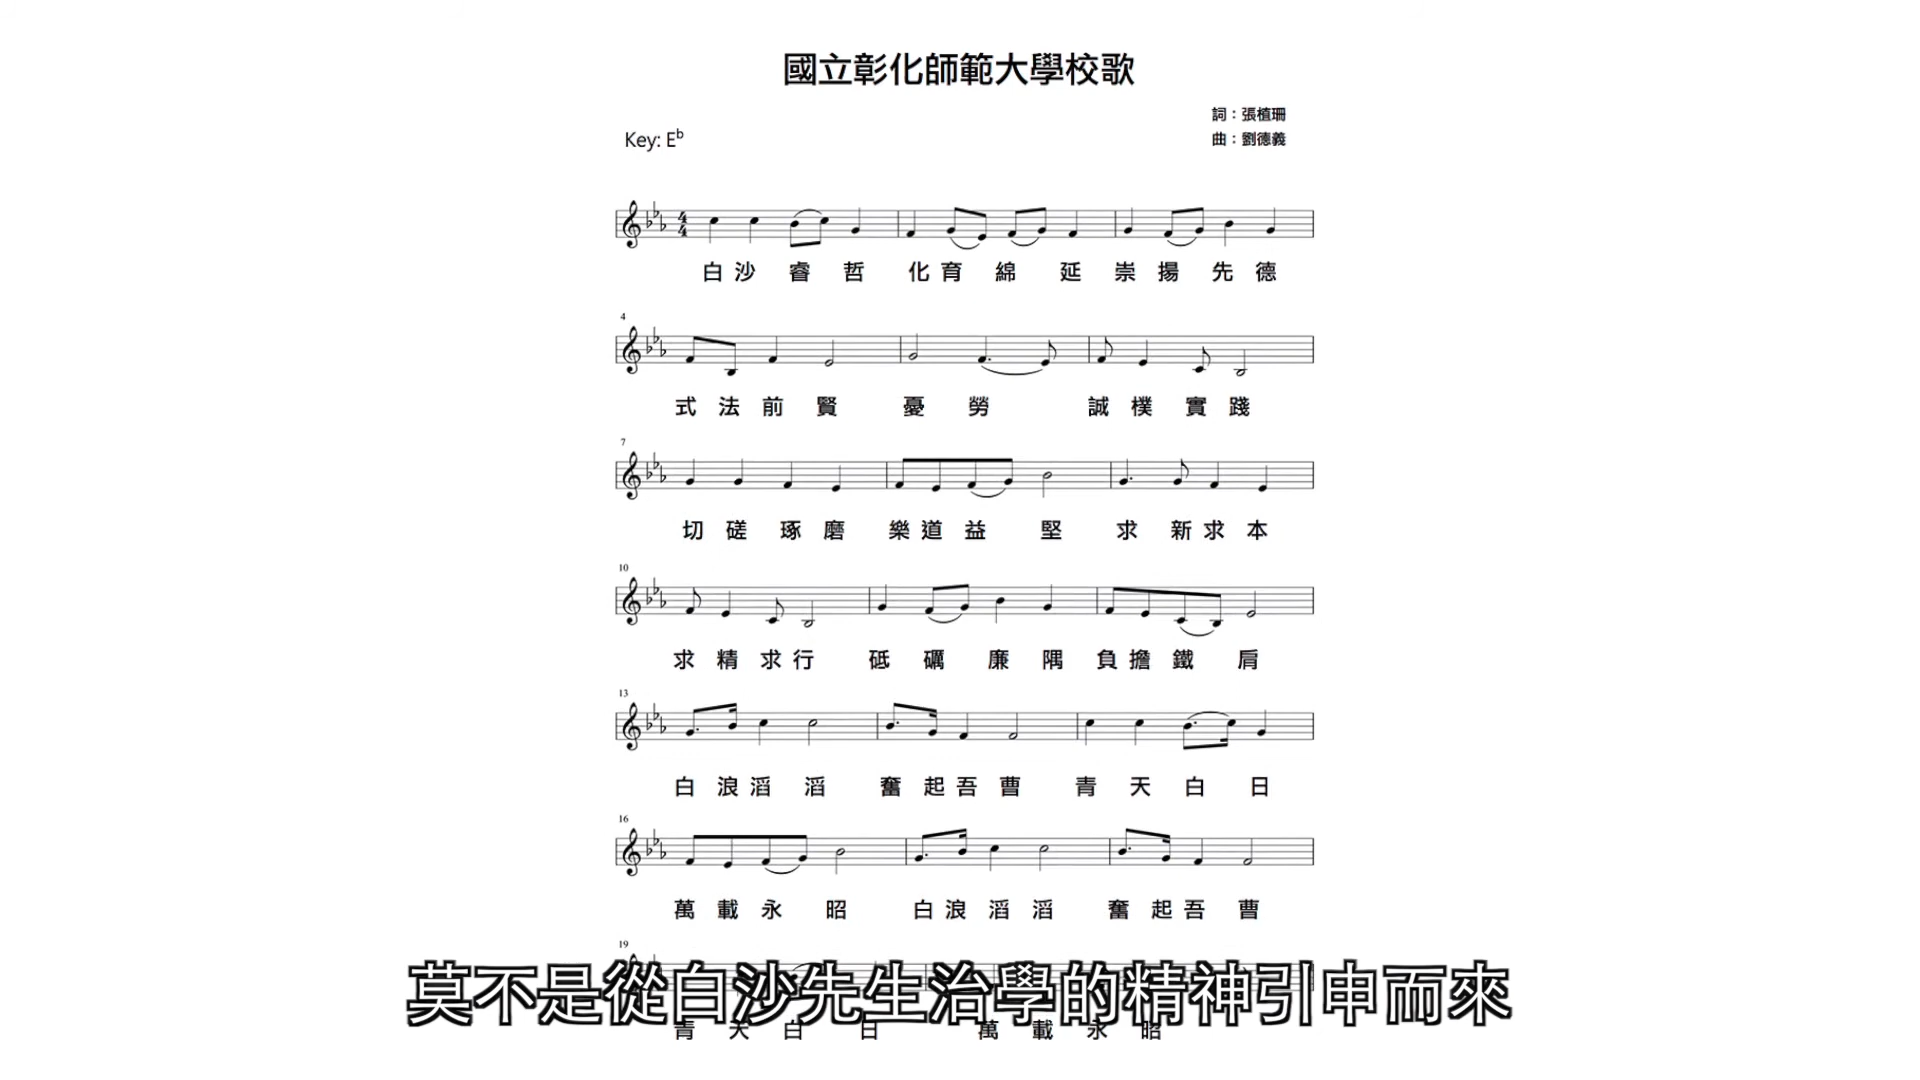 國立彰化師範大學校歌
詞：張植珊
Key: E♭
曲：劉德義
白沙睿哲 化育綿延 崇揚先德
4
式法前賢 憂勞 誠樸實踐
7
切磋琢磨 樂道益堅 求新求本
10
求精求行 砥礪廉隅 負擔鐵肩
13
白浪滔滔 奮起吾曹 青天白日
16
萬載永昭 白浪滔滔 奮起吾曹
19
莫不是從白沙先生治學的精神引申而來
青天白日 萬載永昭